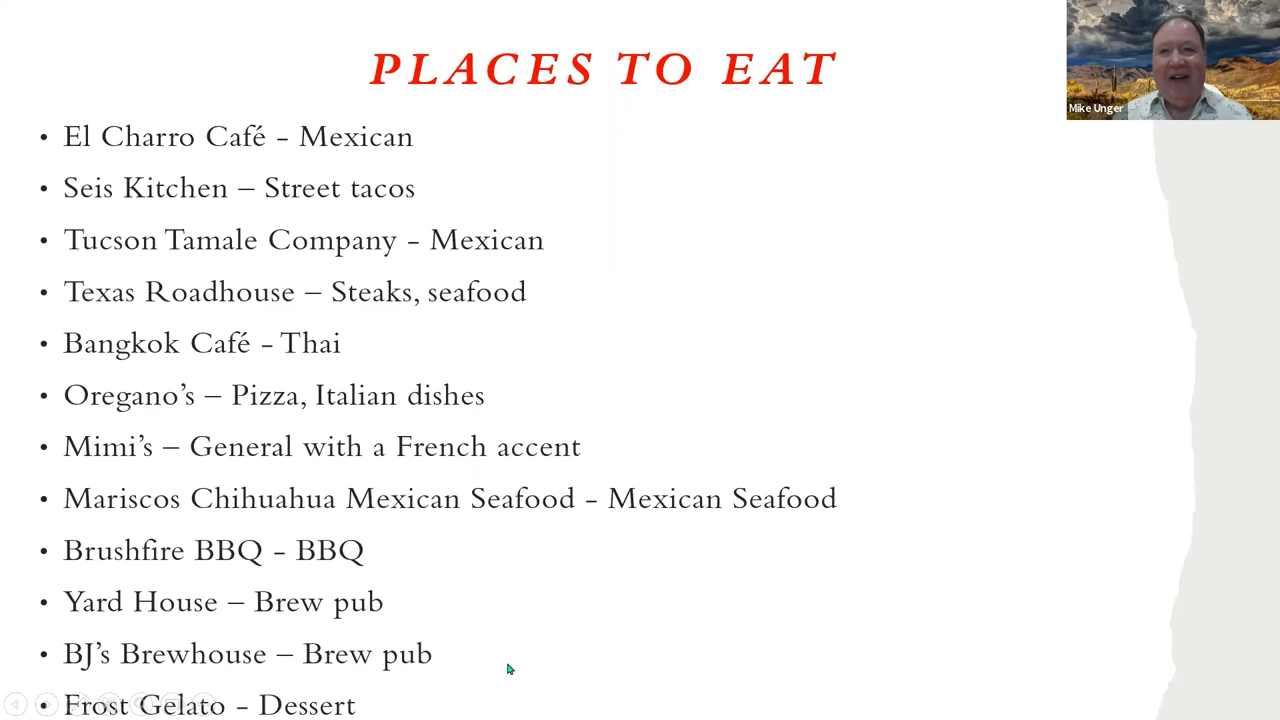 PLACES TO EAT
Mike Unger
• El Charro Café - Mexican
• Seis Kitchen – Street tacos
• Tucson Tamale Company - Mexican
• Texas Roadhouse – Steaks, seafood
• Bangkok Café - Thai
• Oregano’s – Pizza, Italian dishes
• Mimi’s – General with a French accent
• Mariscos Chihuahua Mexican Seafood - Mexican Seafood
• Brushfire BBQ - BBQ
• Yard House – Brew pub
• BJ’s Brewhouse – Brew pub
• Frost Gelato - Dessert